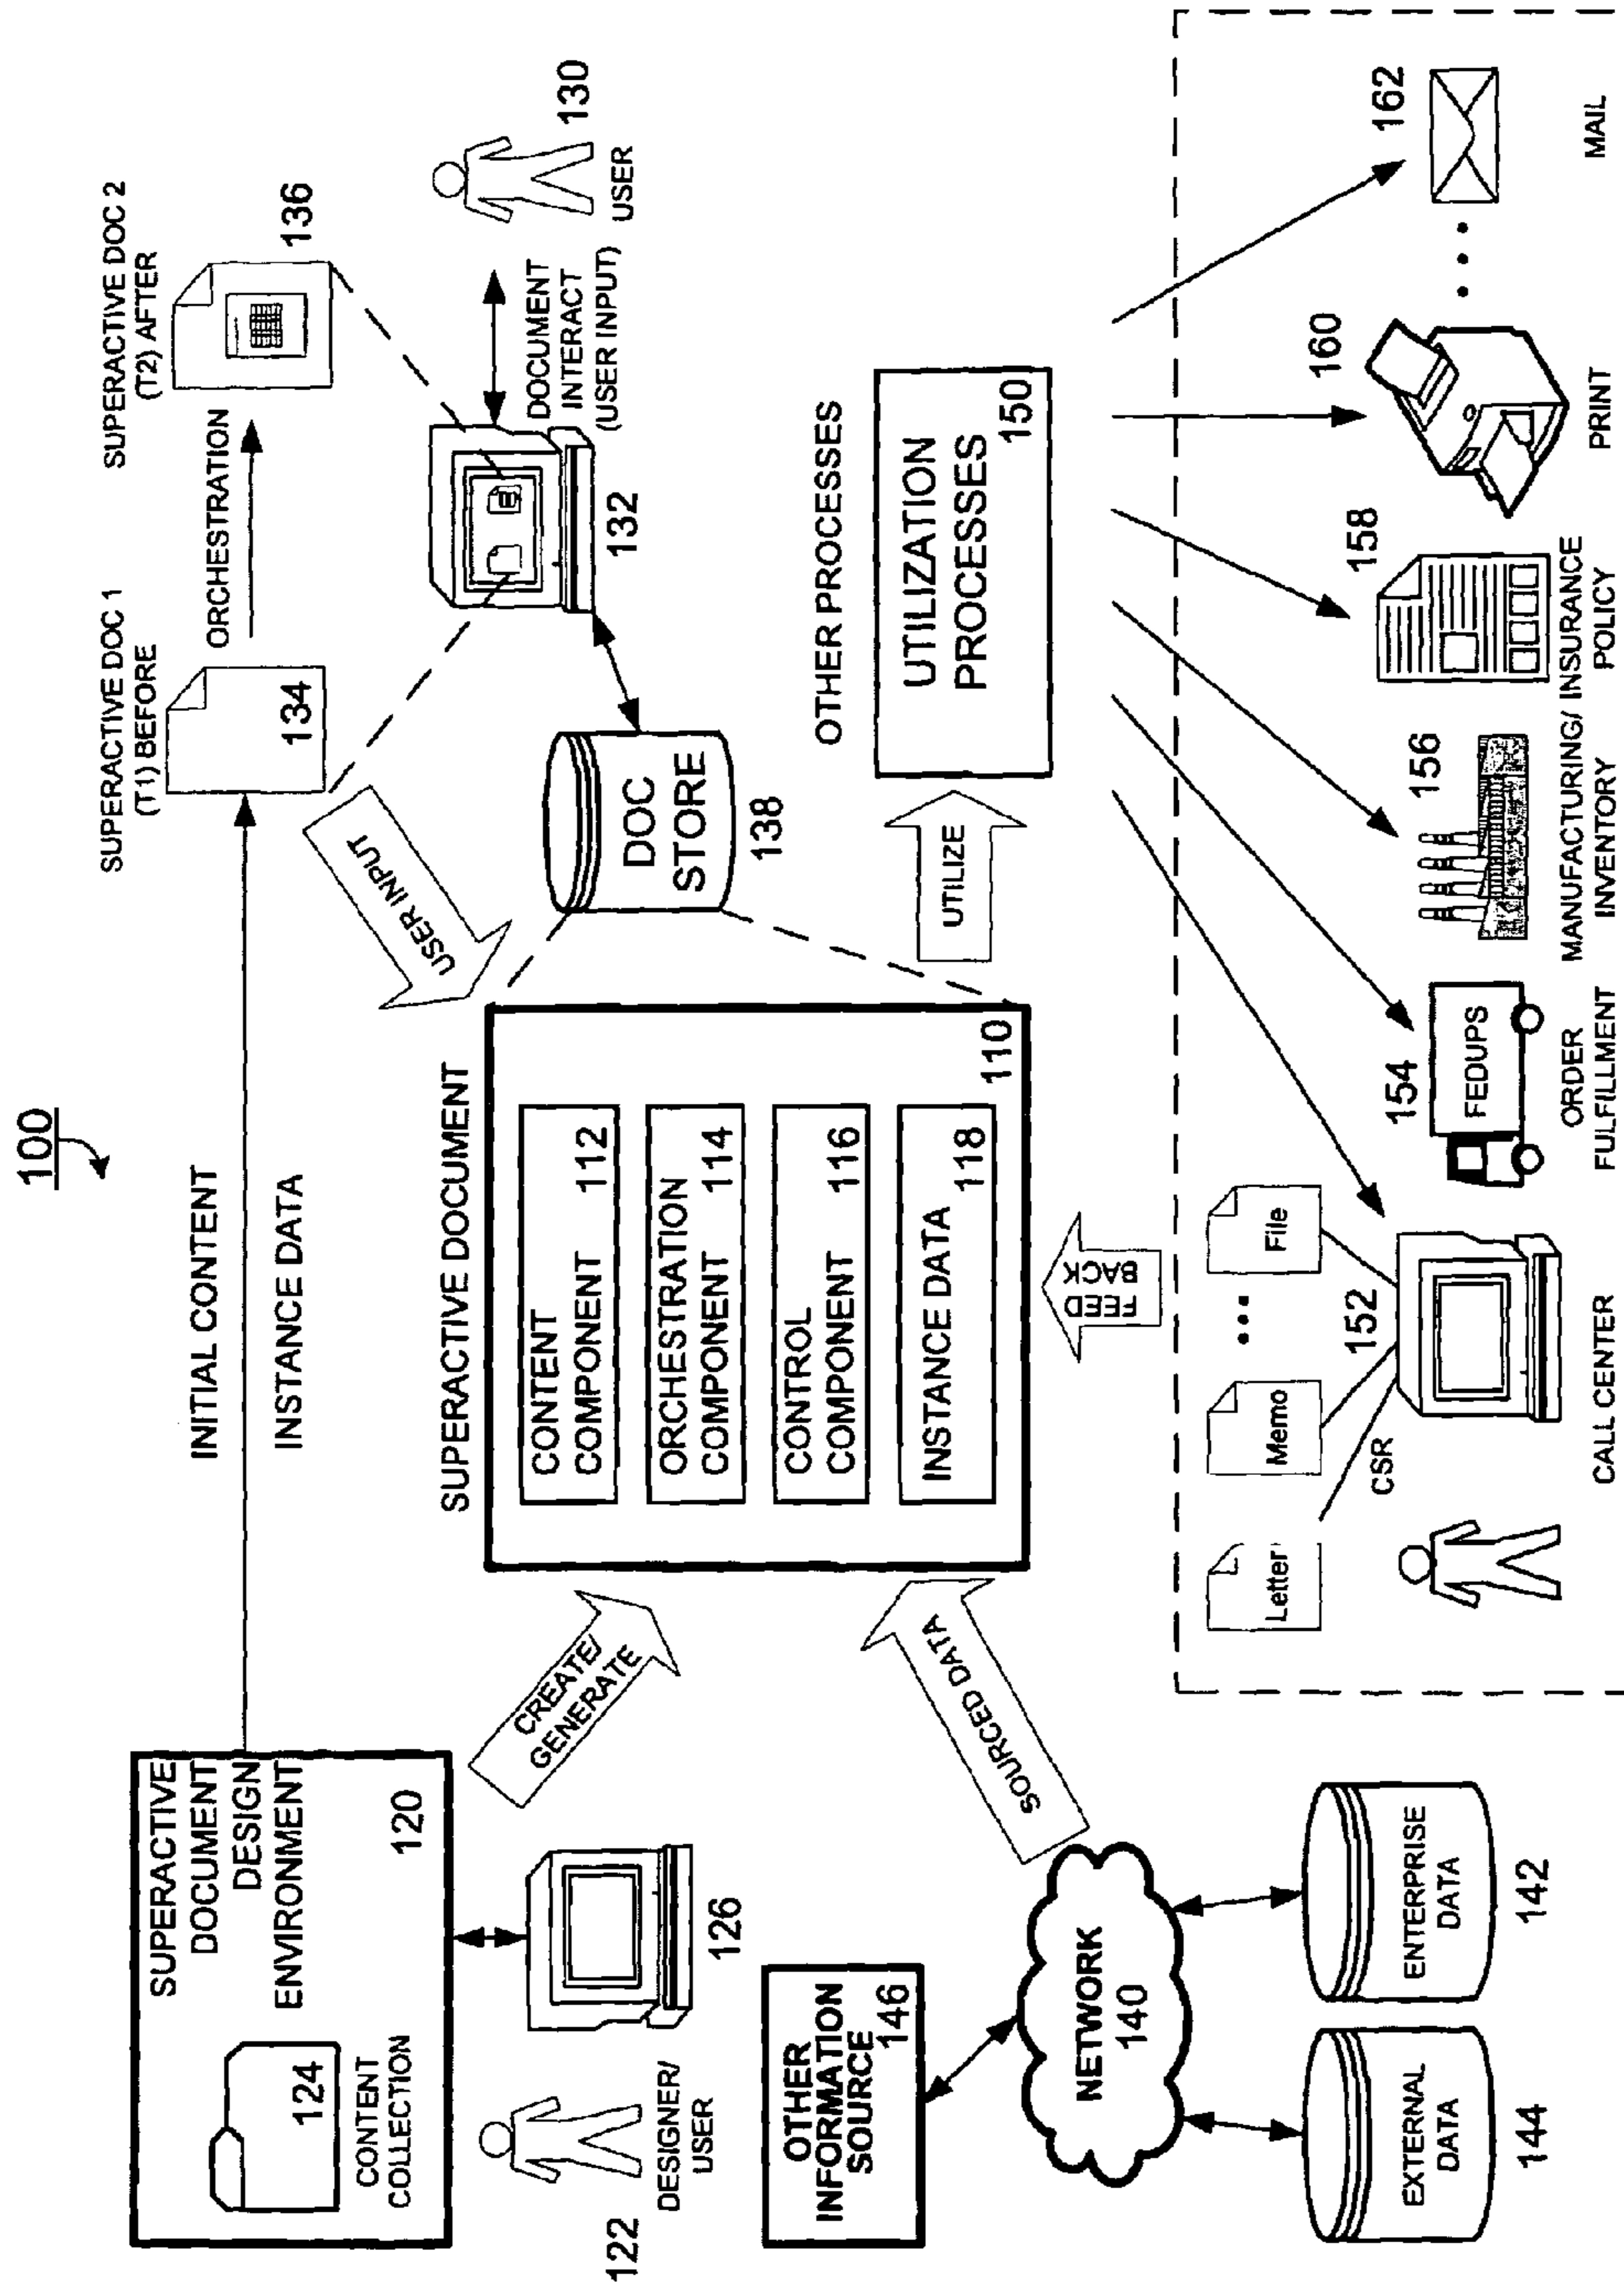 100
SUPERACTIVE
DOCUMENT
DESIGN
ENVIRONMENT
120
124
CONTENT
COLLECTION
122
DESIGNER/
USER
126
INITIAL CONTENT
INSTANCE DATA
SUPERACTIVE DOC 1
(T1) BEFORE
134
ORCHESTRATION
SUPERACTIVE DOC 2
(T2) AFTER
136
130
USER
DOCUMENT
INTERACT
(USER INPUT)
132
USER INPUT
DOC
STORE
138
CREATE/
GENERATE
SUPERACTIVE DOCUMENT
CONTENT
COMPONENT 112
ORCHESTRATION
COMPONENT 114
CONTROL
COMPONENT 116
INSTANCE DATA 118
110
OTHER
INFORMATION
SOURCE 146
NETWORK
140
SOURCED DATA
EXTERNAL
DATA
144
ENTERPRISE
DATA
142
FEED
BACK
UTILIZE
OTHER PROCESSES
UTILIZATION
PROCESSES
150
Letter
Memo
...
File
CSR
152
CALL CENTER
154
FEDUPS
ORDER
FULFILLMENT
156
MANUFACTURING/
INVENTORY
158
INSURANCE
POLICY
160
PRINT
...
162
MAIL